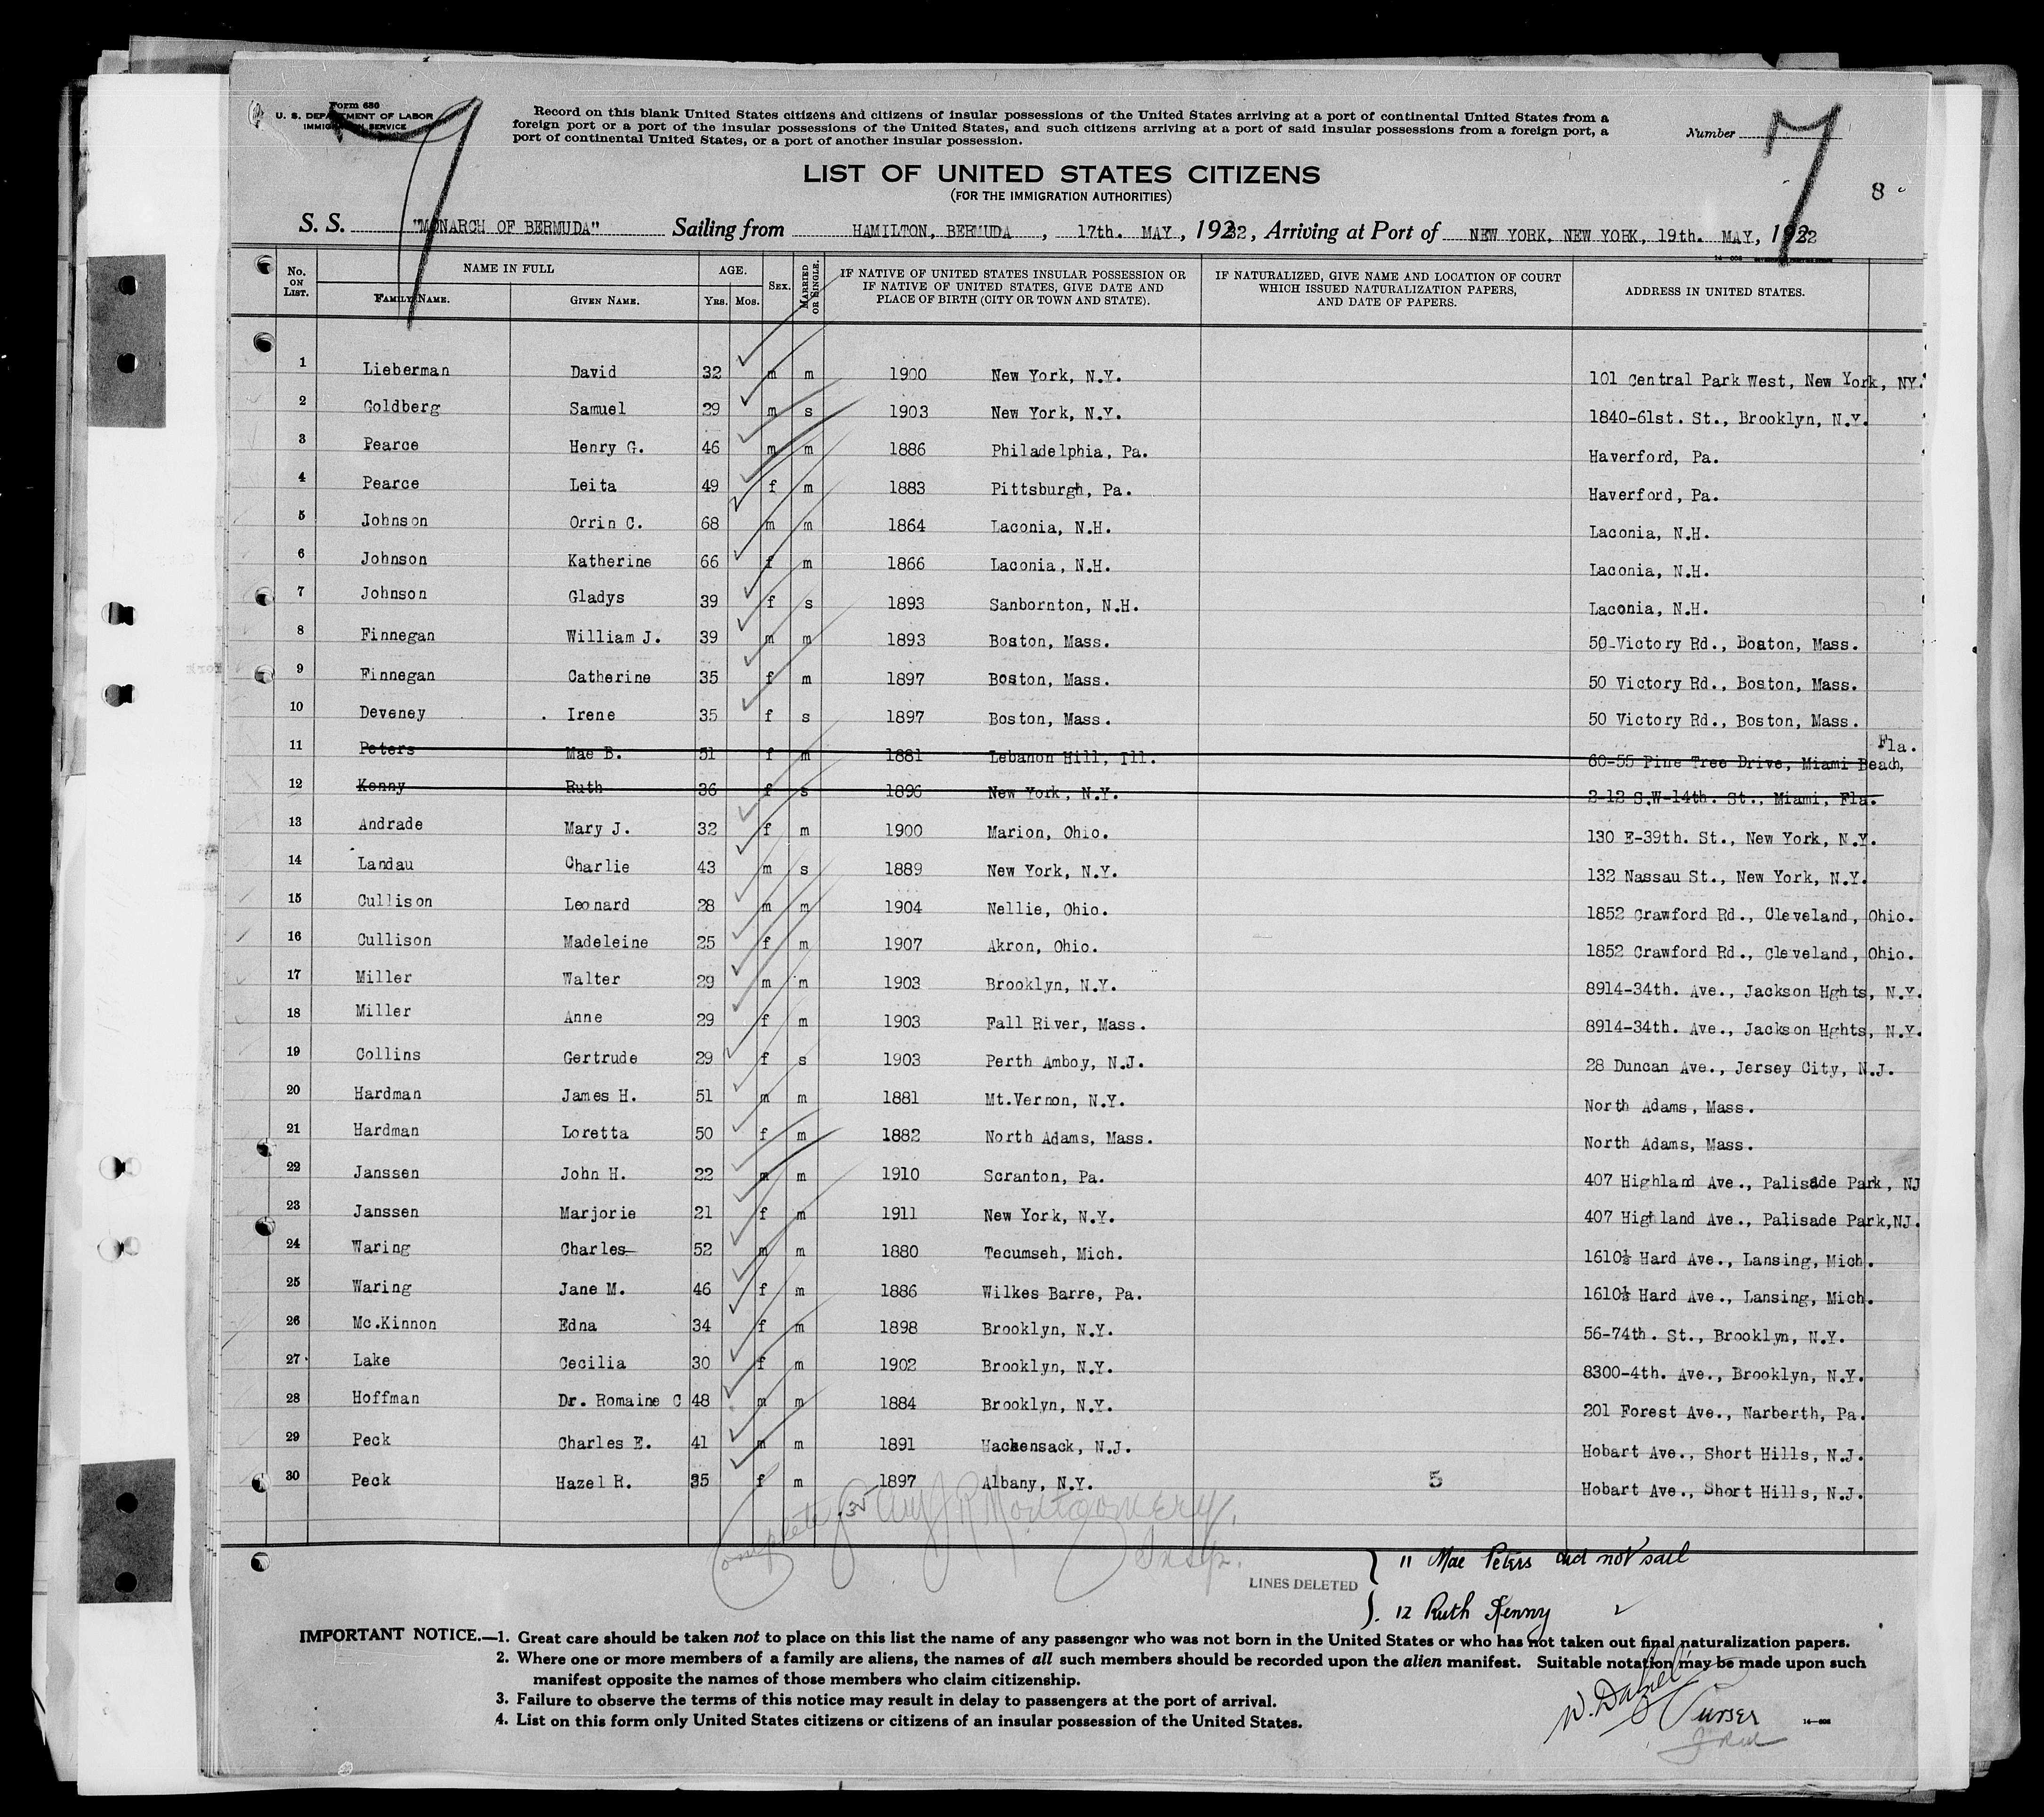 Form 630
U. S. DEPARTMENT OF LABOR
IMMIGRATION SERVICE
Record on this blank United States citizens and citizens of insular possessions of the United States arriving at a port of continental United States from a
foreign port or a port of the insular possessions of the United States, and such citizens arriving at a port of said insular possessions from a foreign port, a
port of continental United States, or a port of another insular possession.
Number
7
7
8
LIST OF UNITED STATES CITIZENS
(FOR THE IMMIGRATION AUTHORITIES)
S. S. "MONARCH OF BERMUDA" Sailing from HAMILTON, BERMUDA, 17th. MAY, 1932, Arriving at Port of NEW YORK, NEW YORK, 19th. MAY, 1932
No. ON LIST. NAME IN FULL FAMILY NAME. GIVEN NAME. AGE. YRS. MOS. SEX. MARRIED OR SINGLE. IF NATIVE OF UNITED STATES INSULAR POSSESSION OR IF NATIVE OF UNITED STATES, GIVE DATE AND PLACE OF BIRTH (CITY OR TOWN AND STATE). IF NATURALIZED, GIVE NAME AND LOCATION OF COURT WHICH ISSUED NATURALIZATION PAPERS, AND DATE OF PAPERS. ADDRESS IN UNITED STATES.
1 Lieberman David 32 m m 1900 New York, N.Y. 101 Central Park West, New York, NY.
2 Goldberg Samuel 29 m s 1903 New York, N.Y. 1840-61st. St., Brooklyn, N.Y.
3 Pearce Henry G. 46 m m 1886 Philadelphia, Pa. Haverford, Pa.
4 Pearce Leita 49 f m 1883 Pittsburgh, Pa. Haverford, Pa.
5 Johnson Orrin C. 68 m m 1864 Laconia, N.H. Laconia, N.H.
6 Johnson Katherine 66 f m 1866 Laconia, N.H. Laconia, N.H.
7 Johnson Gladys 39 f s 1893 Sanbornton, N.H. Laconia, N.H.
8 Finnegan William J. 39 m m 1893 Boston, Mass. 50 Victory Rd., Boston, Mass.
9 Finnegan Catherine 35 f m 1897 Boston, Mass. 50 Victory Rd., Boston, Mass.
10 Deveney Irene 35 f s 1897 Boston, Mass. 50 Victory Rd., Boston, Mass.
11 Peters Mae B. 51 f m 1881 Lebanon Hill, Ill. 60-55 Pine Tree Drive, Miami Beach, Fla.
12 Kenny Ruth 36 f s 1896 New York, N.Y. 2-12 S.W-14th. St., Miami, Fla.
13 Andrade Mary J. 32 f m 1900 Marion, Ohio. 130 E-39th. St., New York, N.Y.
14 Landau Charlie 43 m s 1889 New York, N.Y. 132 Nassau St., New York, N.Y.
15 Cullison Leonard 28 m m 1904 Nellie, Ohio. 1852 Crawford Rd., Cleveland, Ohio.
16 Cullison Madeleine 25 f m 1907 Akron, Ohio. 1852 Crawford Rd., Cleveland, Ohio.
17 Miller Walter 29 m m 1903 Brooklyn, N.Y. 8914-34th. Ave., Jackson Hghts, N.Y.
18 Miller Anne 29 f m 1903 Fall River, Mass. 8914-34th. Ave., Jackson Hghts, N.Y.
19 Collins Gertrude 29 f s 1903 Perth Amboy, N.J. 28 Duncan Ave., Jersey City, N.J.
20 Hardman James H. 51 m m 1881 Mt.Vernon, N.Y. North Adams, Mass.
21 Hardman Loretta 50 f m 1882 North Adams, Mass. North Adams, Mass.
22 Janssen John H. 22 m m 1910 Scranton, Pa. 407 Highland Ave., Palisade Park, NJ
23 Janssen Marjorie 21 f m 1911 New York, N.Y. 407 Highland Ave., Palisade Park,NJ.
24 Waring Charles 52 m m 1880 Tecumseh, Mich. 1610½ Hard Ave., Lansing, Mich.
25 Waring Jane M. 46 f m 1886 Wilkes Barre, Pa. 1610½ Hard Ave., Lansing, Mich.
26 Mc.Kinnon Edna 34 f m 1898 Brooklyn, N.Y. 56-74th. St., Brooklyn, N.Y.
27 Lake Cecilia 30 f m 1902 Brooklyn, N.Y. 8300-4th. Ave., Brooklyn, N.Y.
28 Hoffman Dr. Romaine C 48 m m 1884 Brooklyn, N.Y. 201 Forest Ave., Narberth, Pa.
29 Peck Charles E. 41 m m 1891 Hackensack, N.J. Hobart Ave., Short Hills, N.J.
30 Peck Hazel R. 35 f m 1897 Albany, N.Y. 5 Hobart Ave., Short Hills, N.J.
Complete J R Montgomery,
Insp.
LINES DELETED
11 Mae Peters did not sail
12 Ruth Kenny
IMPORTANT NOTICE.—1. Great care should be taken not to place on this list the name of any passenger who was not born in the United States or who has not taken out final naturalization papers.
2. Where one or more members of a family are aliens, the names of all such members should be recorded upon the alien manifest. Suitable notation may be made upon such
manifest opposite the names of those members who claim citizenship.
3. Failure to observe the terms of this notice may result in delay to passengers at the port of arrival.
4. List on this form only United States citizens or citizens of an insular possession of the United States.
W. Daniel
Purser
JRM